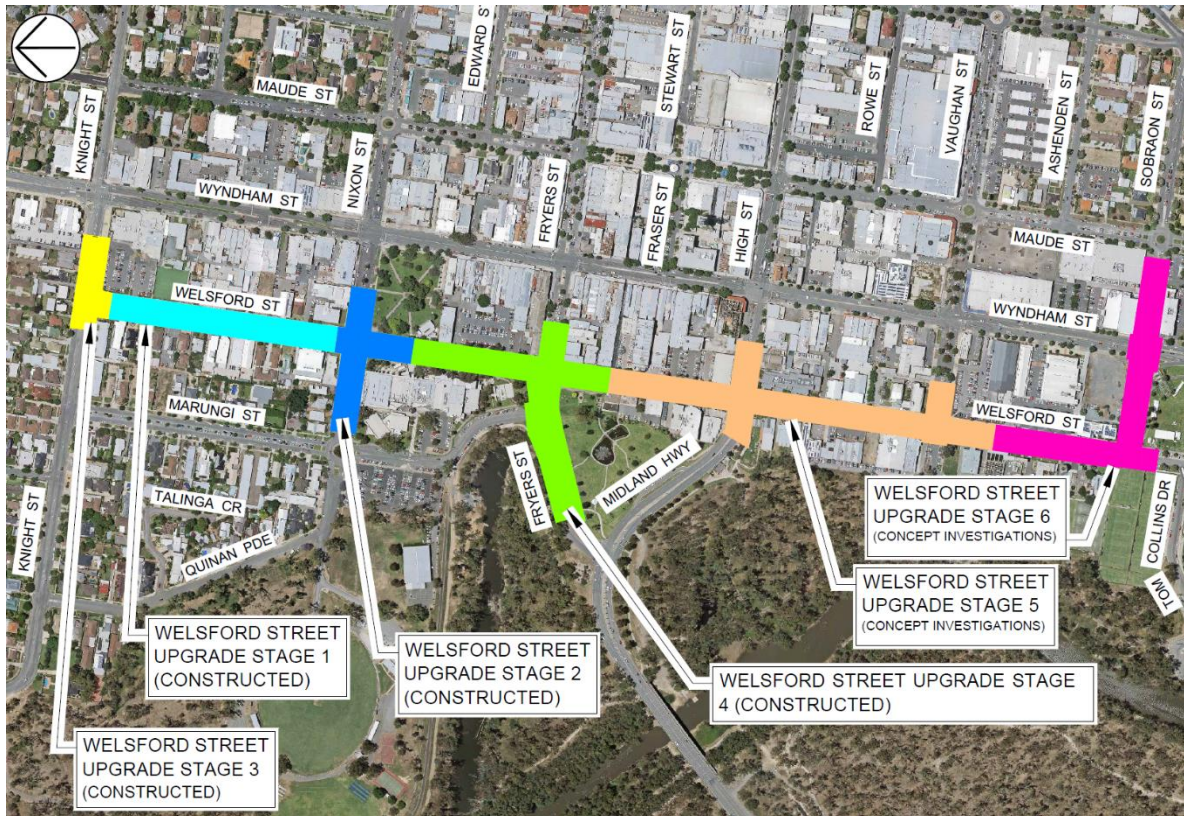 KNIGHT ST
MAUDE ST
EDWARD ST
STEWART ST
ROWE ST
VAUGHAN ST
ASHENDEN ST
SOBRAON ST
NIXON ST
WYNDHAM ST
FRYERS ST
FRASER ST
HIGH ST
MAUDE ST
WYNDHAM ST
WELSFORD ST
MARUNGI ST
WELSFORD ST
KNIGHT ST
TALINGA CR
QUINAN PDE
FRYERS ST
MIDLAND HWY
TOM COLLINS DR
WELSFORD STREET
UPGRADE STAGE 6
(CONCEPT INVESTIGATIONS)
WELSFORD STREET
UPGRADE STAGE 5
(CONCEPT INVESTIGATIONS)
WELSFORD STREET
UPGRADE STAGE 1
(CONSTRUCTED)
WELSFORD STREET
UPGRADE STAGE 2
(CONSTRUCTED)
WELSFORD STREET UPGRADE STAGE
4 (CONSTRUCTED)
WELSFORD STREET
UPGRADE STAGE 3
(CONSTRUCTED)